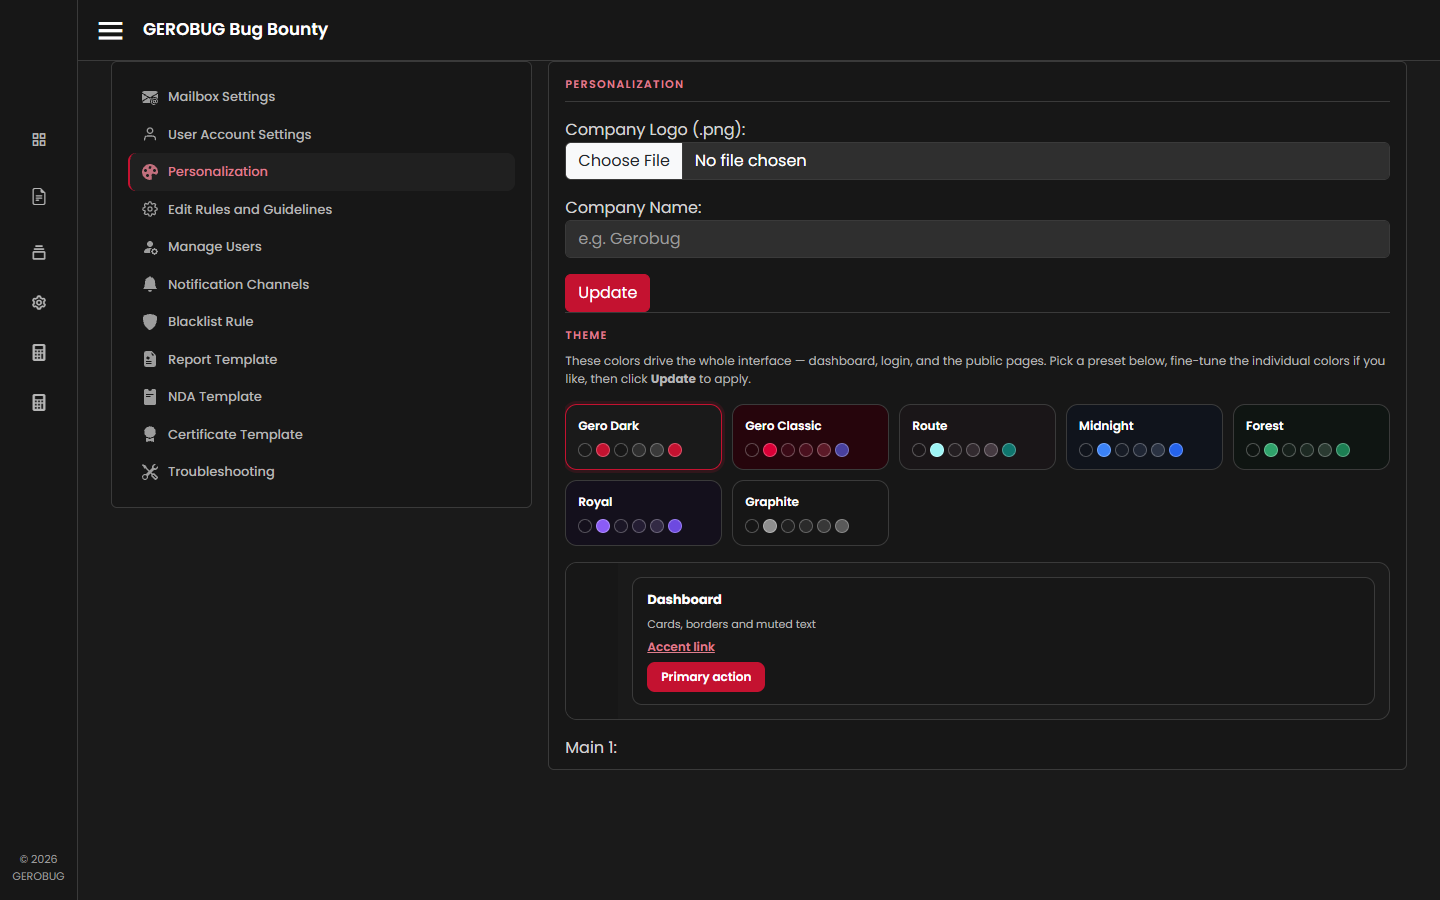 GEROBUG Bug Bounty
Mailbox Settings
User Account Settings
Personalization
Edit Rules and Guidelines
Manage Users
Notification Channels
Blacklist Rule
Report Template
NDA Template
Certificate Template
Troubleshooting
© 2026
GEROBUG
PERSONALIZATION
Company Logo (.png):
Choose File No file chosen
Company Name:
e.g. Gerobug
Update
THEME
These colors drive the whole interface — dashboard, login, and the public pages. Pick a preset below, fine-tune the individual colors if you
like, then click Update to apply.
Gero Dark Gero Classic Route Midnight Forest
Royal Graphite
Dashboard
Cards, borders and muted text
Accent link
Primary action
Main 1: